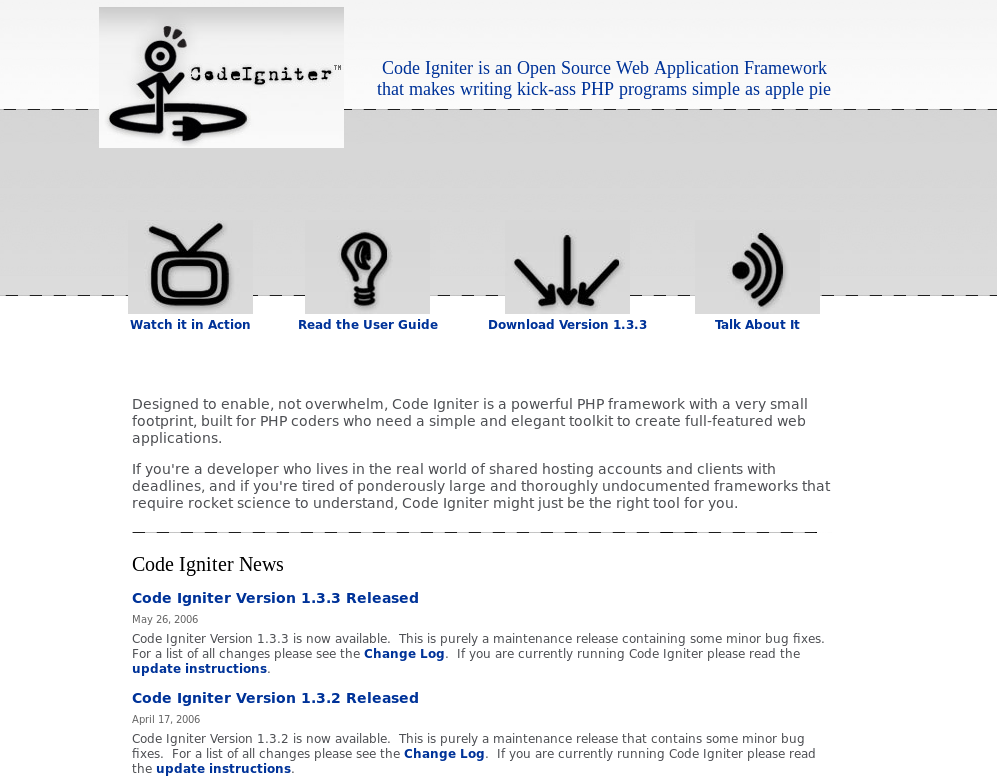 CodeIgniter™
Code Igniter is an Open Source Web Application Framework
that makes writing kick-ass PHP programs simple as apple pie
Watch it in Action
Read the User Guide
Download Version 1.3.3
Talk About It
Designed to enable, not overwhelm, Code Igniter is a powerful PHP framework with a very small
footprint, built for PHP coders who need a simple and elegant toolkit to create full-featured web
applications.
If you're a developer who lives in the real world of shared hosting accounts and clients with
deadlines, and if you're tired of ponderously large and thoroughly undocumented frameworks that
require rocket science to understand, Code Igniter might just be the right tool for you.
Code Igniter News
Code Igniter Version 1.3.3 Released
May 26, 2006
Code Igniter Version 1.3.3 is now available.  This is purely a maintenance release containing some minor bug fixes.
For a list of all changes please see the Change Log.  If you are currently running Code Igniter please read the
update instructions.
Code Igniter Version 1.3.2 Released
April 17, 2006
Code Igniter Version 1.3.2 is now available.  This is purely a maintenance release that contains some minor bug
fixes.  For a list of all changes please see the Change Log.  If you are currently running Code Igniter please read
the update instructions.